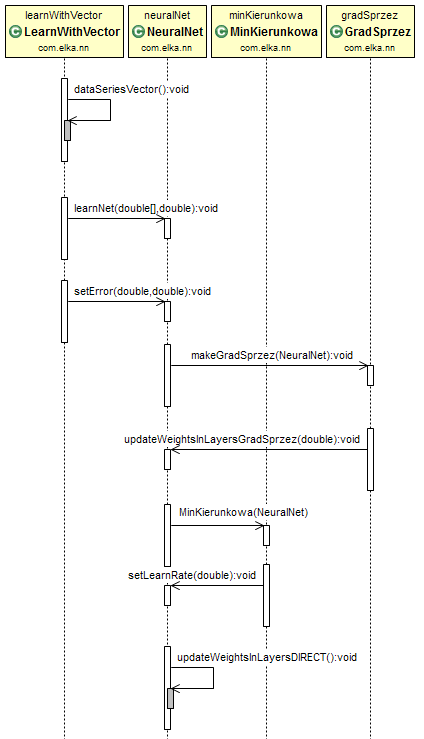 learnWithVector neuralNet minKierunkowa gradSprzez
C LearnWithVector C NeuralNet C MinKierunkowa C GradSprzez
com.elka.nn com.elka.nn com.elka.nn com.elka.nn
dataSeriesVector():void
learnNet(double[],double):void
setError(double,double):void
makeGradSprzez(NeuralNet):void
updateWeightsInLayersGradSprzez(double):void
MinKierunkowa(NeuralNet)
setLearnRate(double):void
updateWeightsInLayersDIRECT():void